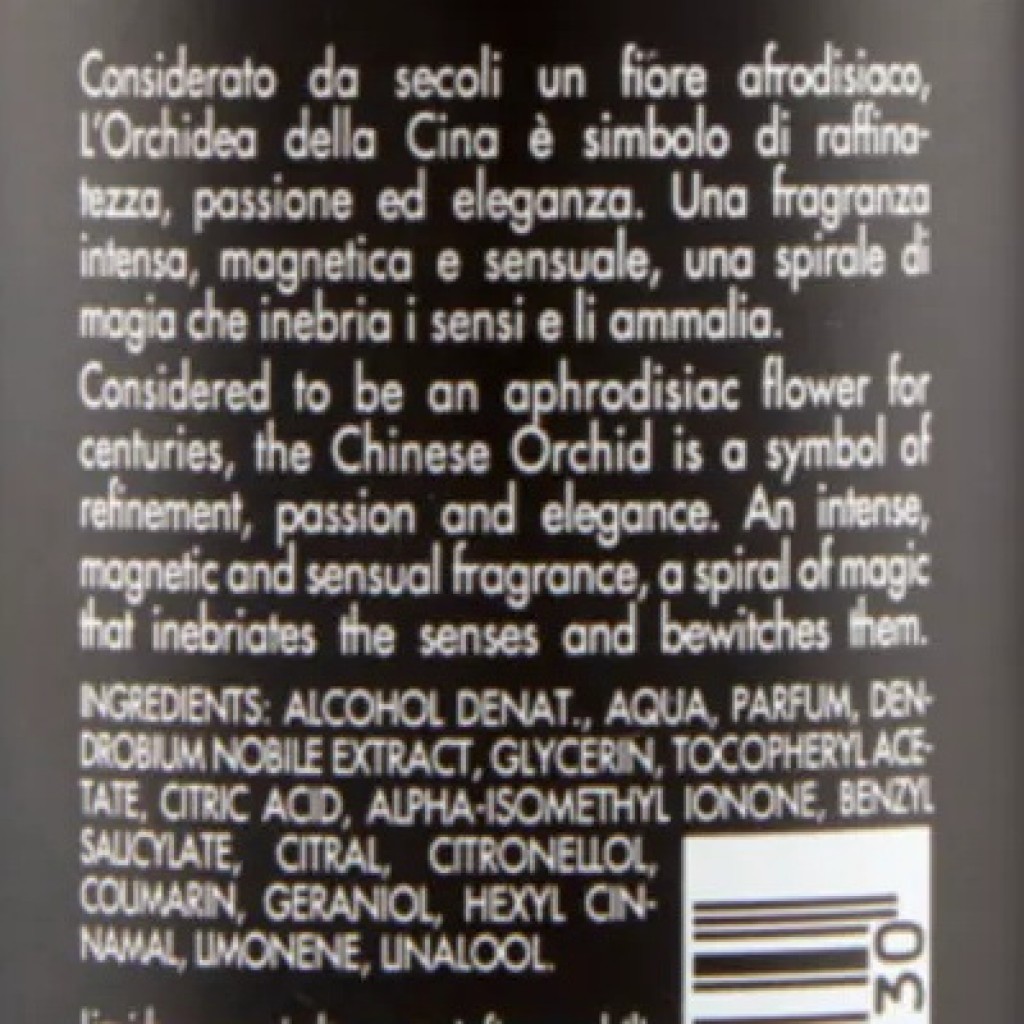 Considerato da secoli un fiore afrodisiaco,
L'Orchidea della Cina è simbolo di raffina-
tezza, passione ed eleganza. Una fragranza
intensa, magnetica e sensuale, una spirale di
magia che inebria i sensi e li ammalia.
Considered to be an aphrodisiac flower for
centuries, the Chinese Orchid is a symbol of
refinement, passion and elegance. An intense,
magnetic and sensual fragrance, a spiral of magic
that inebriates the senses and bewitches them.
INGREDIENTS: ALCOHOL DENAT., AQUA, PARFUM, DEN-
DROBIUM NOBILE EXTRACT, GLYCERIN, TOCOPHERYL ACE-
TATE, CITRIC ACID, ALPHA-ISOMETHYL IONONE, BENZYL
SALICYLATE, CITRAL, CITRONELLOL,
COUMARIN, GERANIOL, HEXYL CIN-
NAMAL, LIMONENE, LINALOOL.
30